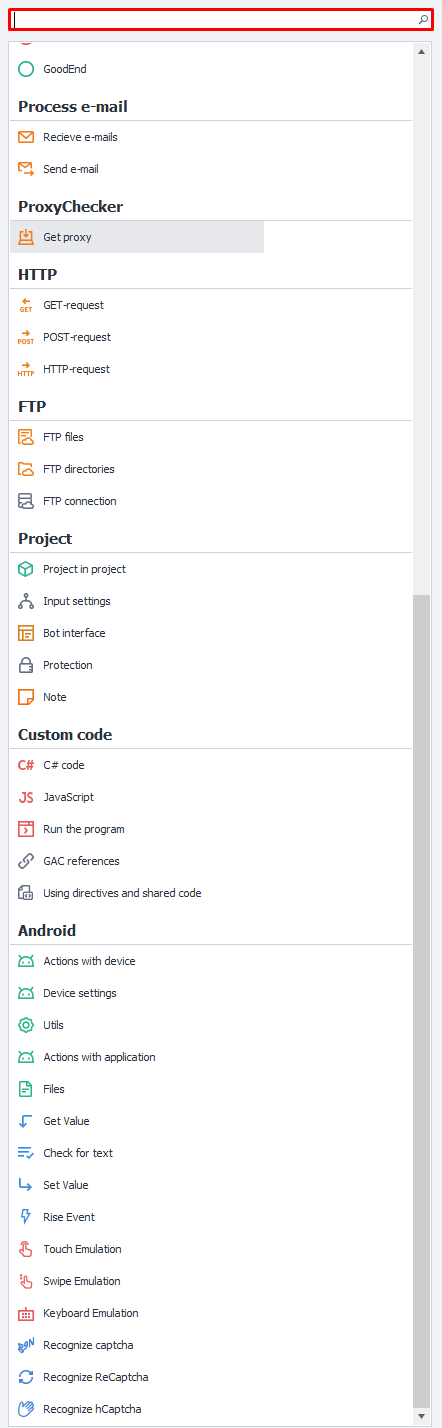 GoodEnd
Process e-mail
Recieve e-mails
Send e-mail
ProxyChecker
Get proxy
HTTP
GET
GET-request
POST
POST-request
HTTP
HTTP-request
FTP
FTP files
FTP directories
FTP connection
Project
Project in project
Input settings
Bot interface
Protection
Note
Custom code
C# C# code
JS JavaScript
Run the program
GAC references
Using directives and shared code
Android
Actions with device
Device settings
Utils
Actions with application
Files
Get Value
Check for text
Set Value
Rise Event
Touch Emulation
Swipe Emulation
Keyboard Emulation
Recognize captcha
Recognize ReCaptcha
Recognize hCaptcha